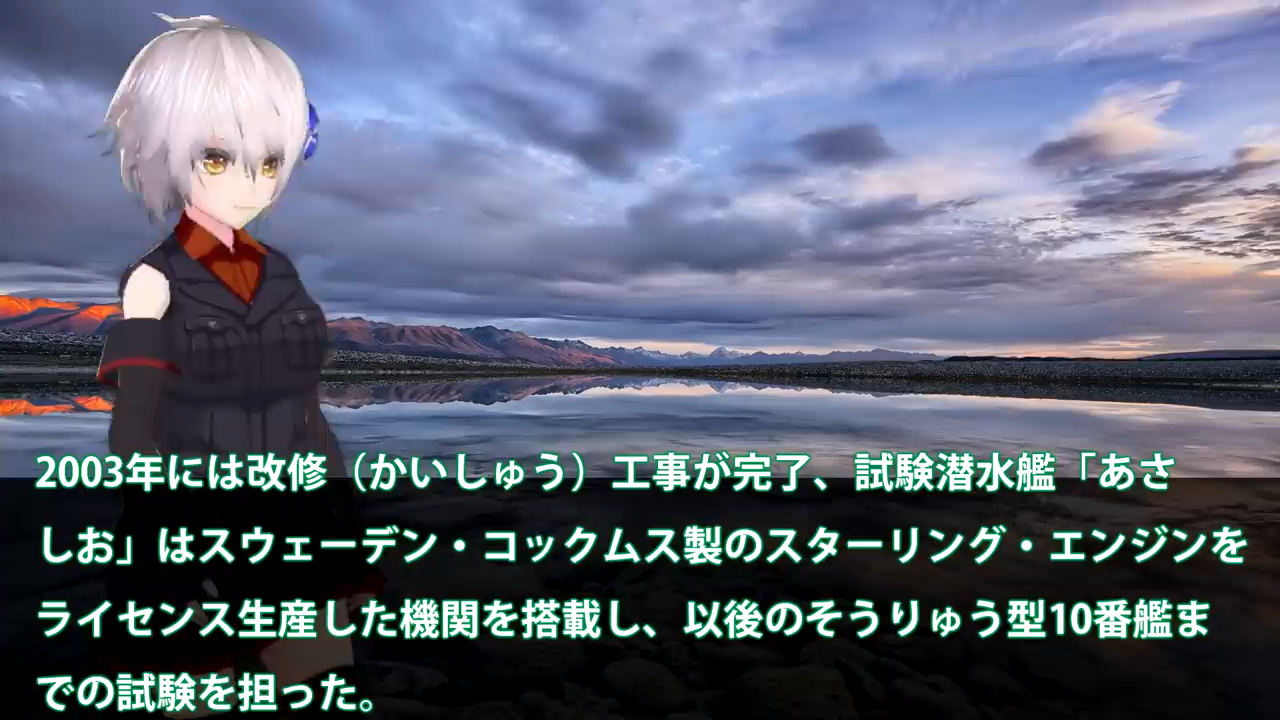 2003年には改修（かいしゅう）工事が完了、試験潜水艦「あさ
しお」はスウェーデン・コックムス製のスターリング・エンジンを
ライセンス生産した機関を搭載し、以後のそうりゅう型10番艦ま
での試験を担った。